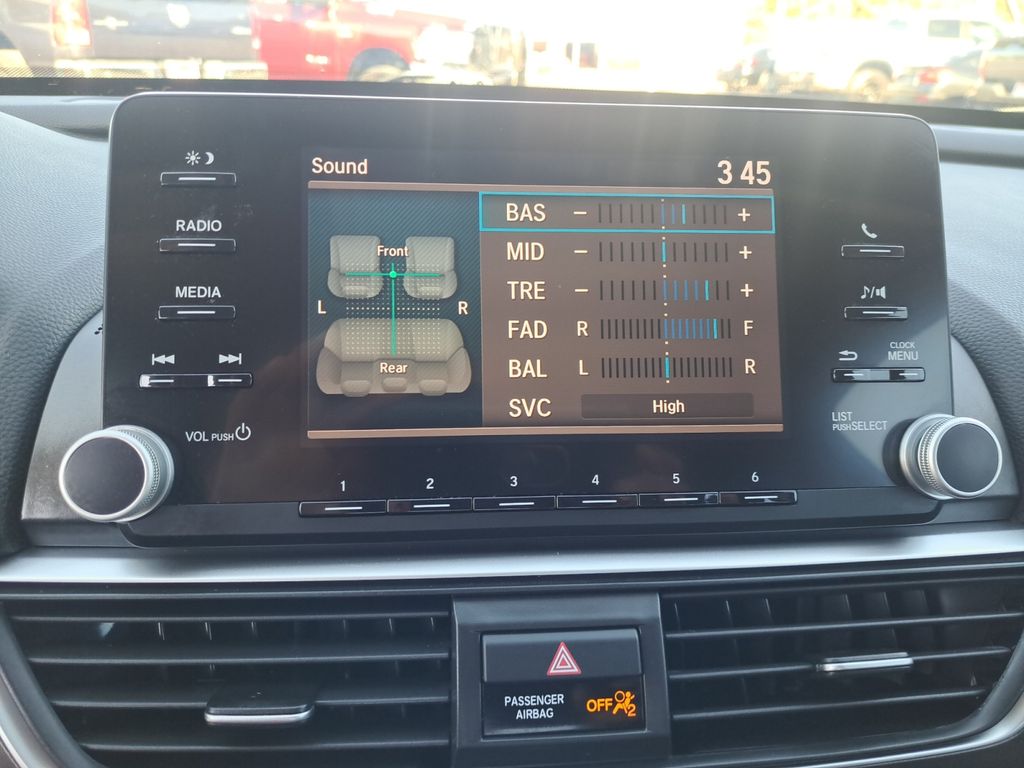 Sound 3 45
RADIO
MEDIA
VOL PUSH
Front
L R
Rear
BAS − +
MID − +
TRE − +
FAD R F
BAL L R
SVC High
CLOCK
MENU
LIST
PUSH SELECT
1 2 3 4 5 6
PASSENGER
AIRBAG
OFF 2